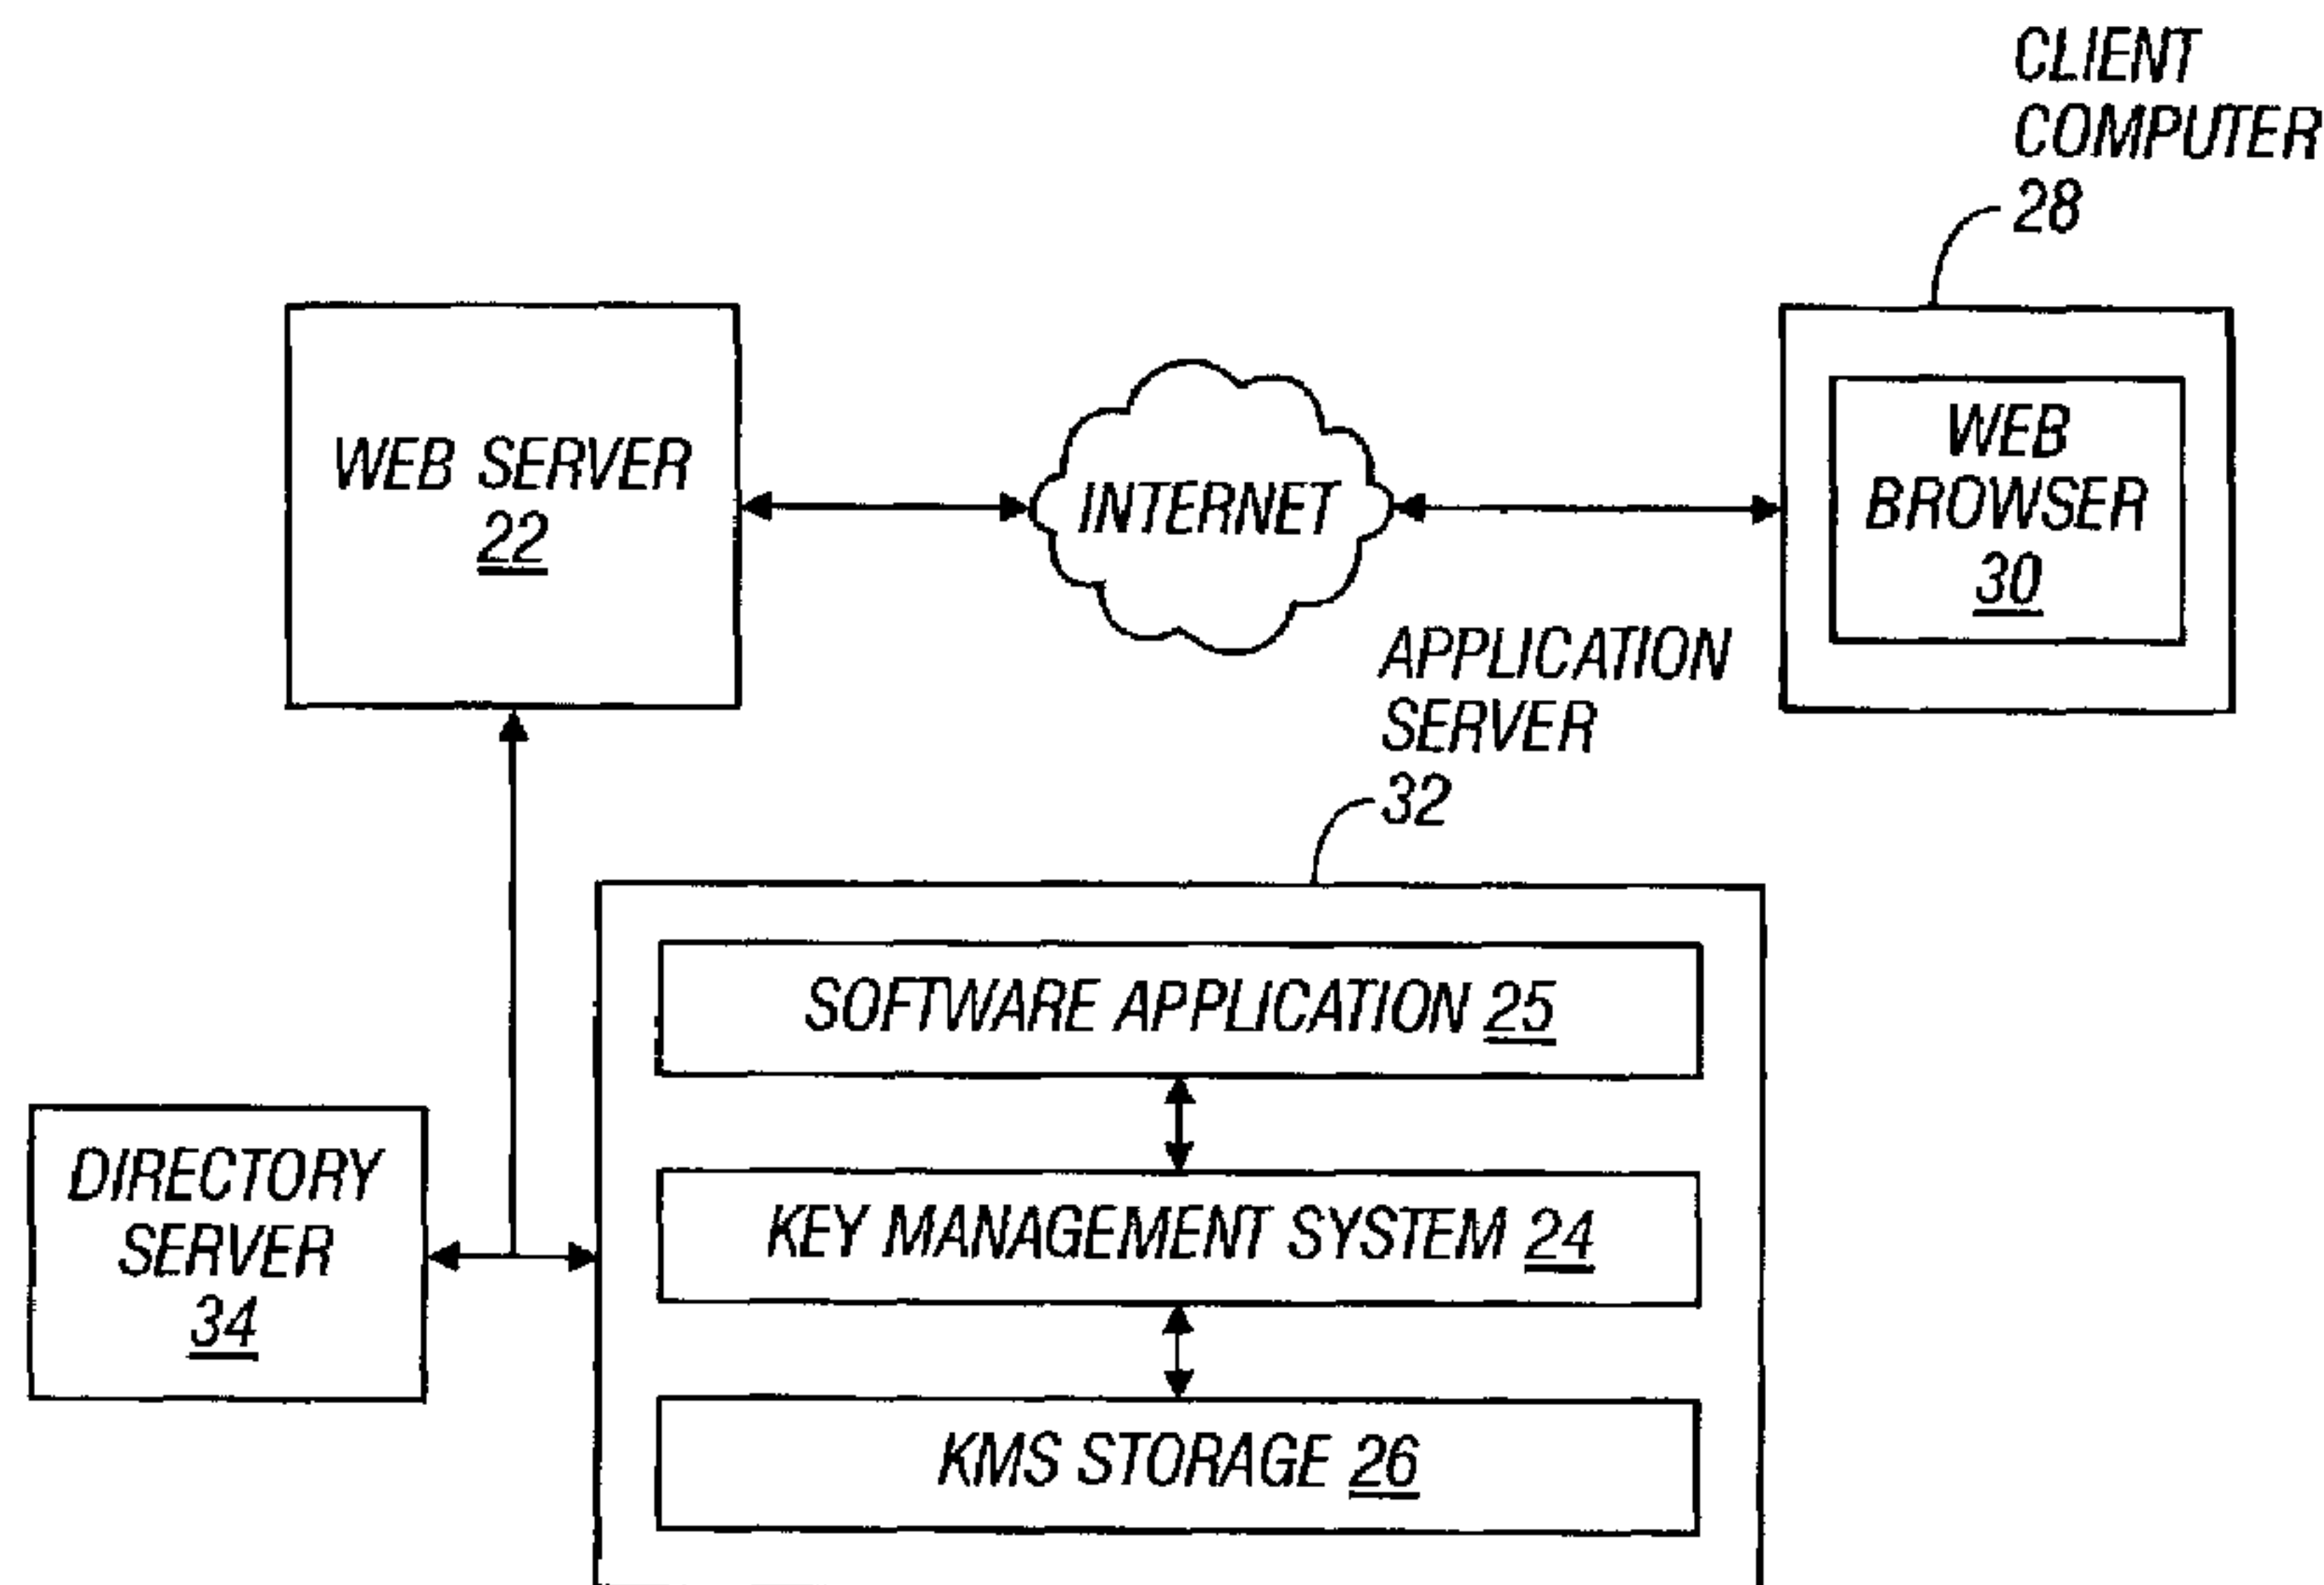 CLIENT
COMPUTER
28
WEB SERVER
22
INTERNET
WEB
BROWSER
30
APPLICATION
SERVER
32
SOFTWARE APPLICATION 25
KEY MANAGEMENT SYSTEM 24
KMS STORAGE 26
DIRECTORY
SERVER
34